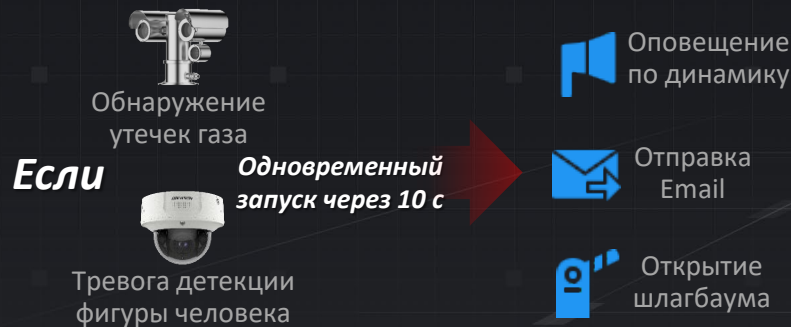 Обнаружение
утечек газа
Если
Тревога детекции
фигуры человека
Одновременный
запуск через 10 с
Оповещение
по динамику
Отправка
Email
Открытие
шлагбаума